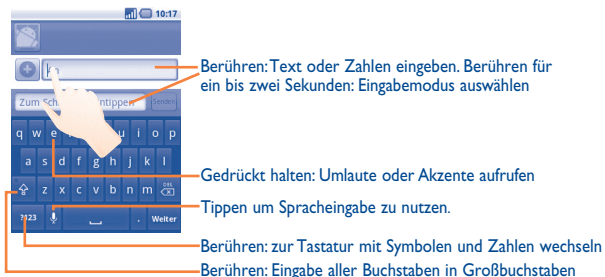 10:17
Berühren: Text oder Zahlen eingeben. Berühren für
ein bis zwei Sekunden: Eingabemodus auswählen
Zum Sch ntippen Senden
q w e u i o p
a s d f g h j k l
Gedrückt halten: Umlaute oder Akzente aufrufen
z x c v b n m DEL
Tippen um Spracheingabe zu nutzen.
?123 . Weiter
Berühren: zur Tastatur mit Symbolen und Zahlen wechseln
Berühren: Eingabe aller Buchstaben in Großbuchstaben